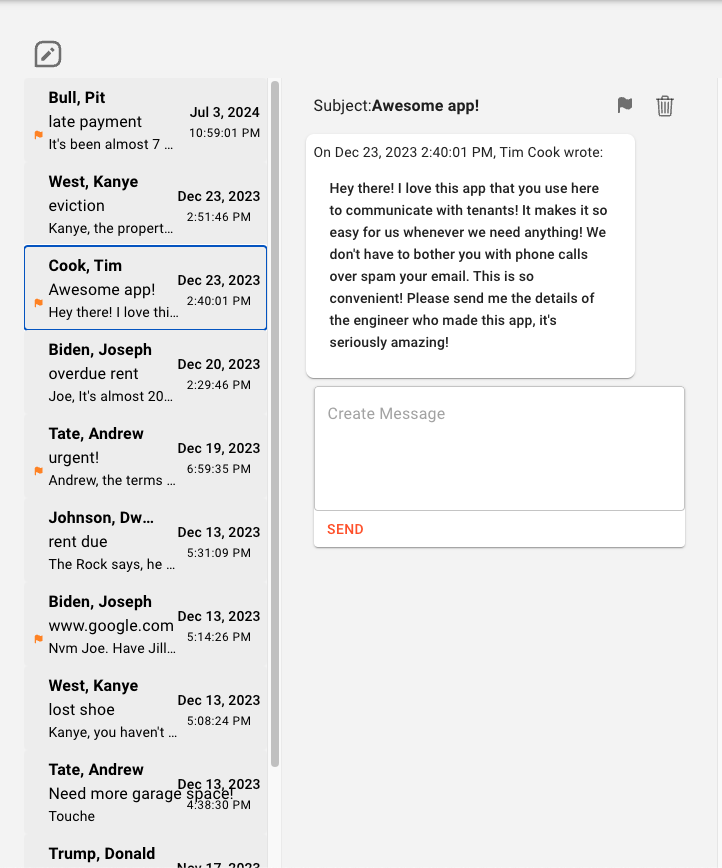 Bull, Pit
Jul 3, 2024
late payment
10:59:01 PM
It's been almost 7 ...
West, Kanye
Dec 23, 2023
eviction
2:51:46 PM
Kanye, the propert...
Cook, Tim
Dec 23, 2023
Awesome app!
2:40:01 PM
Hey there! I love thi...
Biden, Joseph
Dec 20, 2023
overdue rent
2:29:46 PM
Joe, It's almost 20...
Tate, Andrew
Dec 19, 2023
urgent!
6:59:35 PM
Andrew, the terms ...
Johnson, Dw...
Dec 13, 2023
rent due
5:31:09 PM
The Rock says, he ...
Biden, Joseph
Dec 13, 2023
www.google.com
5:14:26 PM
Nvm Joe. Have Jill...
West, Kanye
Dec 13, 2023
lost shoe
5:08:24 PM
Kanye, you haven't ...
Tate, Andrew
Dec 13, 2023
Need more garage space!
4:38:30 PM
Touche
Trump, Donald
Nov 17, 2023
Subject:Awesome app!
On Dec 23, 2023 2:40:01 PM, Tim Cook wrote:
Hey there! I love this app that you use here
to communicate with tenants! It makes it so
easy for us whenever we need anything! We
don't have to bother you with phone calls
over spam your email. This is so
convenient! Please send me the details of
the engineer who made this app, it's
seriously amazing!
Create Message
SEND